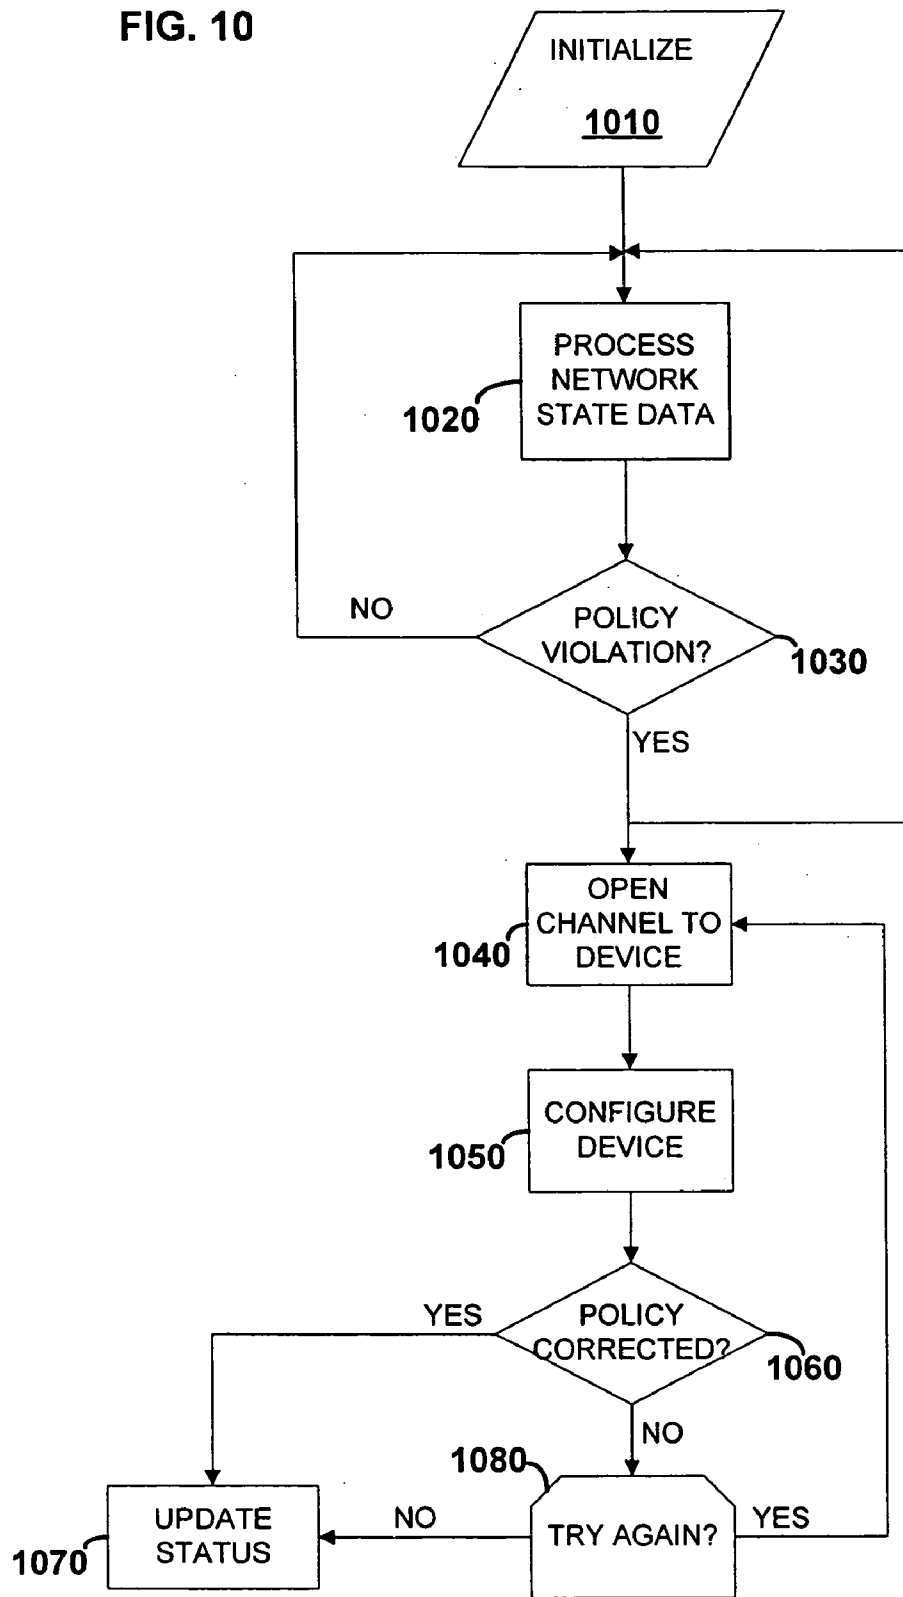 FIG. 10
INITIALIZE
1010
PROCESS
NETWORK
STATE DATA
1020
NO
POLICY
VIOLATION?
1030
YES
OPEN
CHANNEL TO
DEVICE
1040
CONFIGURE
DEVICE
1050
YES
POLICY
CORRECTED?
1060
NO
1080
UPDATE
STATUS
1070
NO
TRY AGAIN?
YES